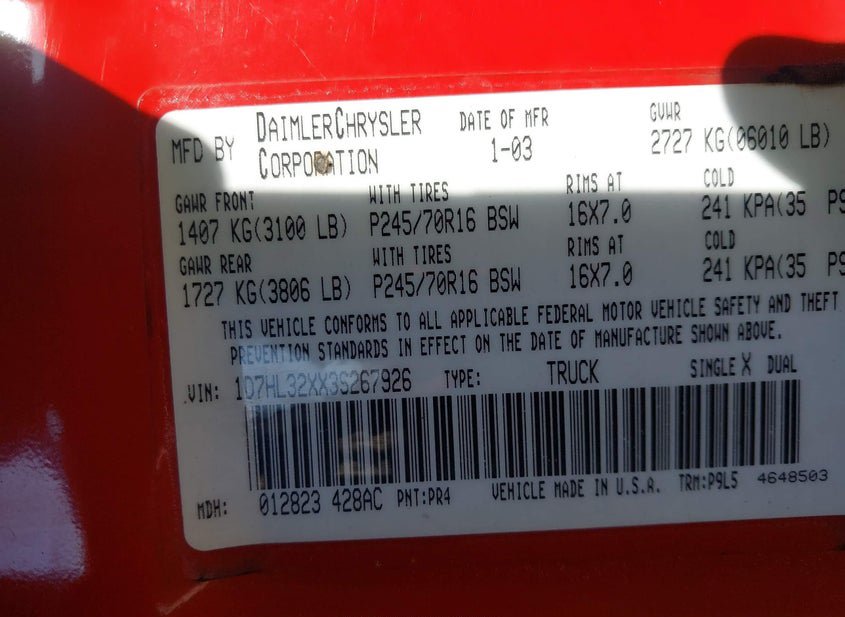 MFD BY DAIMLERCHRYSLER CORPORATION DATE OF MFR 1-03 GVWR 2727 KG(06010 LB)
GAWR FRONT WITH TIRES RIMS AT COLD
1407 KG(3100 LB) P245/70R16 BSW 16X7.0 241 KPA(35 PS
GAWR REAR WITH TIRES RIMS AT COLD
1727 KG(3806 LB) P245/70R16 BSW 16X7.0 241 KPA(35 PS
THIS VEHICLE CONFORMS TO ALL APPLICABLE FEDERAL MOTOR VEHICLE SAFETY AND THEFT
PREVENTION STANDARDS IN EFFECT ON THE DATE OF MANUFACTURE SHOWN ABOVE.
VIN: 1D7HL32XX3S267926 TYPE: TRUCK SINGLE X DUAL
MDH: 012823 428AC PNT:PR4 VEHICLE MADE IN U.S.A. TRM:P9L5 4648503